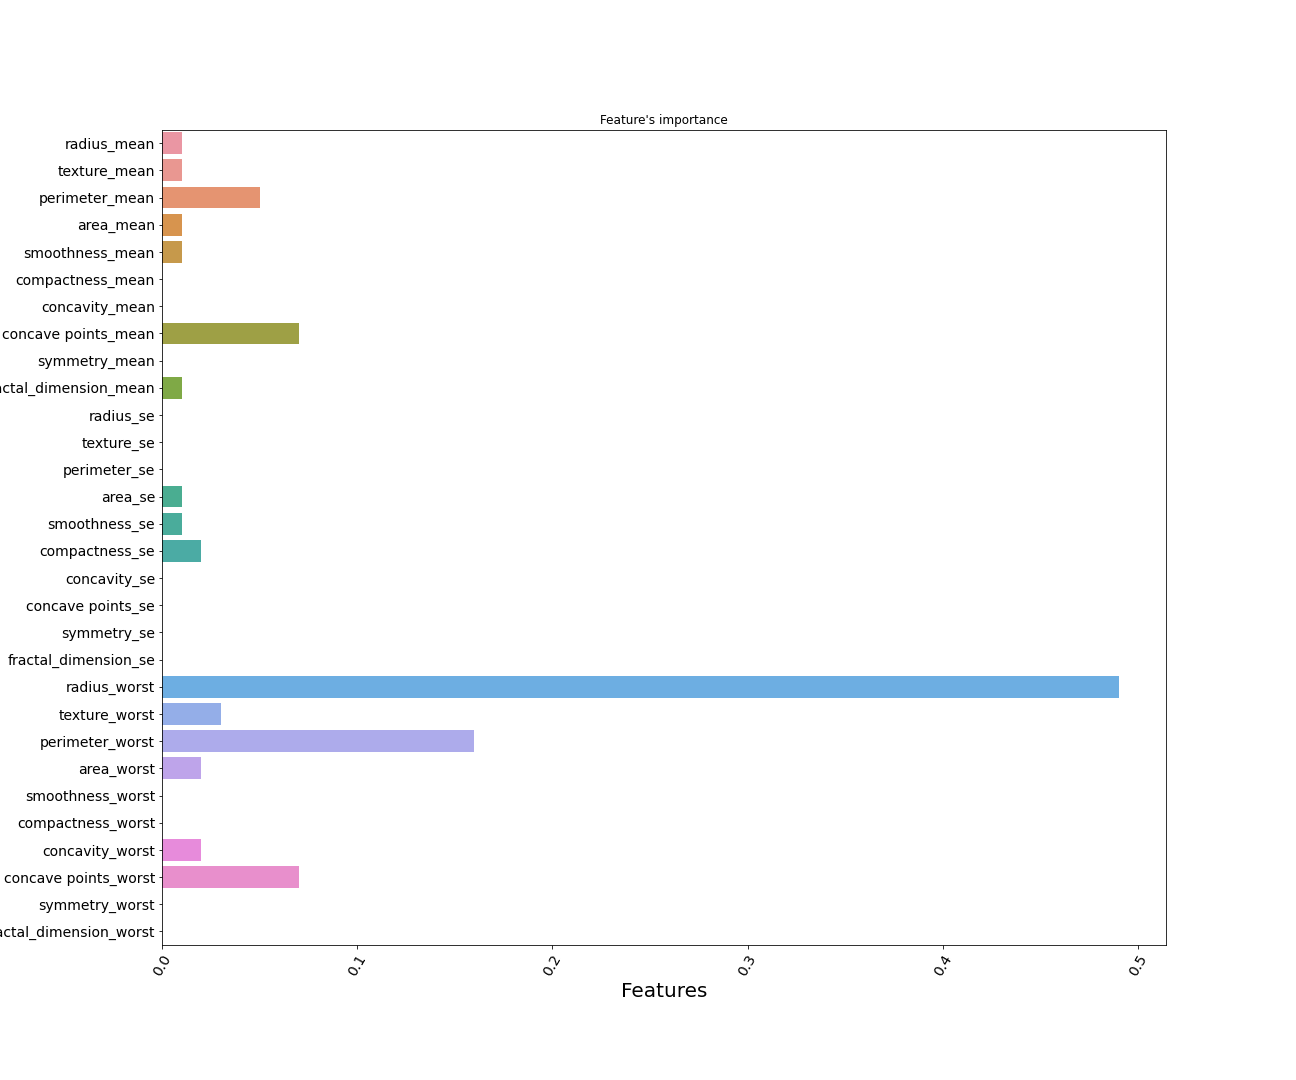 Feature's importance
radius_mean
texture_mean
perimeter_mean
area_mean
smoothness_mean
compactness_mean
concavity_mean
concave points_mean
symmetry_mean
actal_dimension_mean
radius_se
texture_se
perimeter_se
area_se
smoothness_se
compactness_se
concavity_se
concave points_se
symmetry_se
fractal_dimension_se
radius_worst
texture_worst
perimeter_worst
area_worst
smoothness_worst
compactness_worst
concavity_worst
concave points_worst
symmetry_worst
actal_dimension_worst
0.0
0.1
0.2
0.3
0.4
0.5
Features